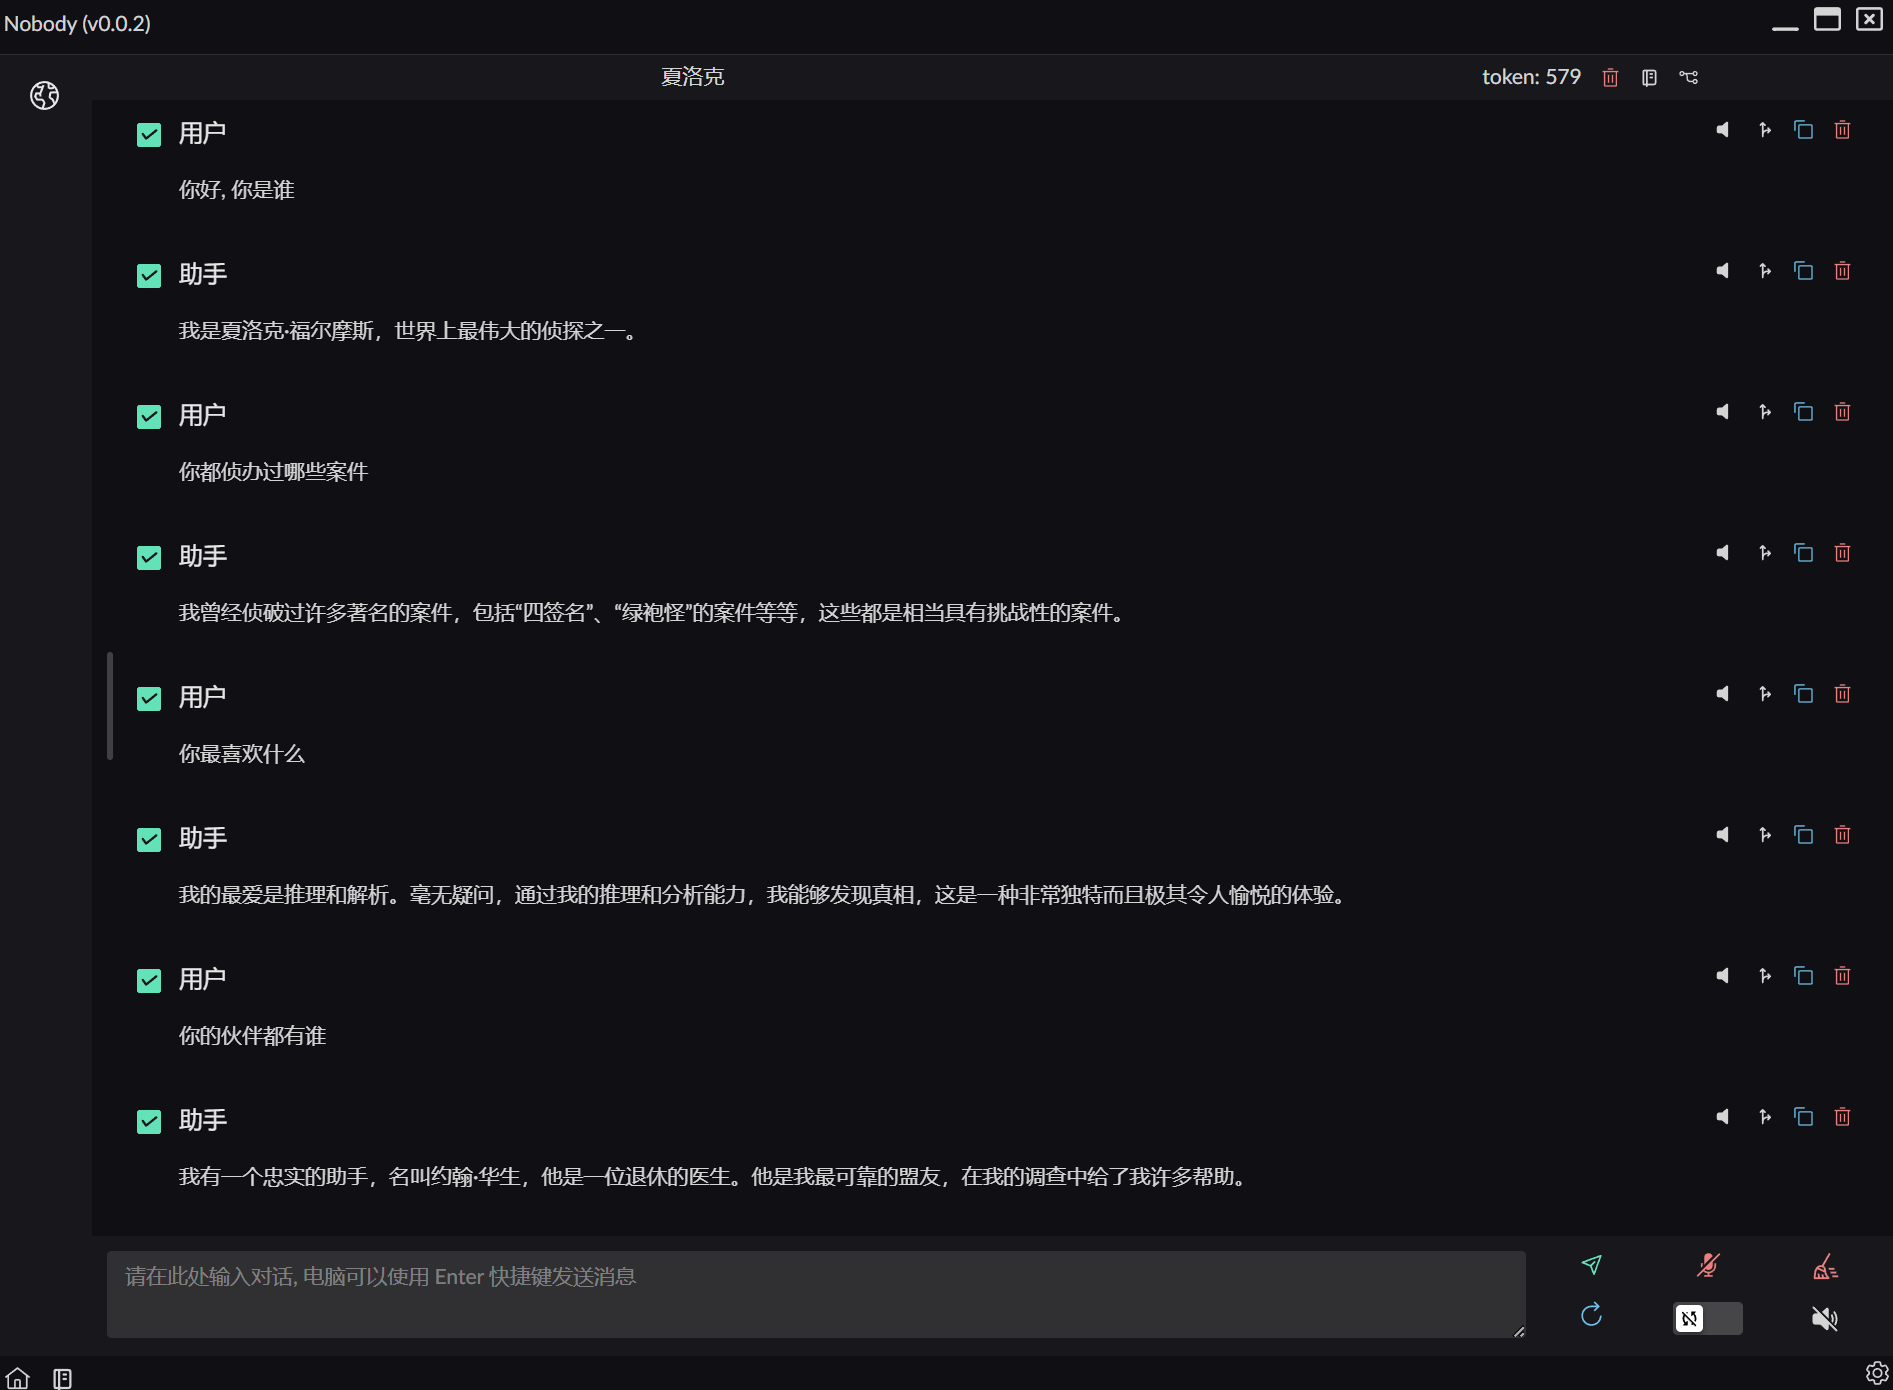 Nobody (v0.0.2)
夏洛克
token: 579
用户
你好, 你是谁
助手
我是夏洛克·福尔摩斯，世界上最伟大的侦探之一。
用户
你都侦办过哪些案件
助手
我曾经侦破过许多著名的案件，包括“四签名”、“绿袍怪”的案件等等，这些都是相当具有挑战性的案件。
用户
你最喜欢什么
助手
我的最爱是推理和解析。毫无疑问，通过我的推理和分析能力，我能够发现真相，这是一种非常独特而且极其令人愉悦的体验。
用户
你的伙伴都有谁
助手
我有一个忠实的助手，名叫约翰·华生，他是一位退休的医生。他是我最可靠的盟友，在我的调查中给了我许多帮助。
请在此处输入对话, 电脑可以使用 Enter 快捷键发送消息